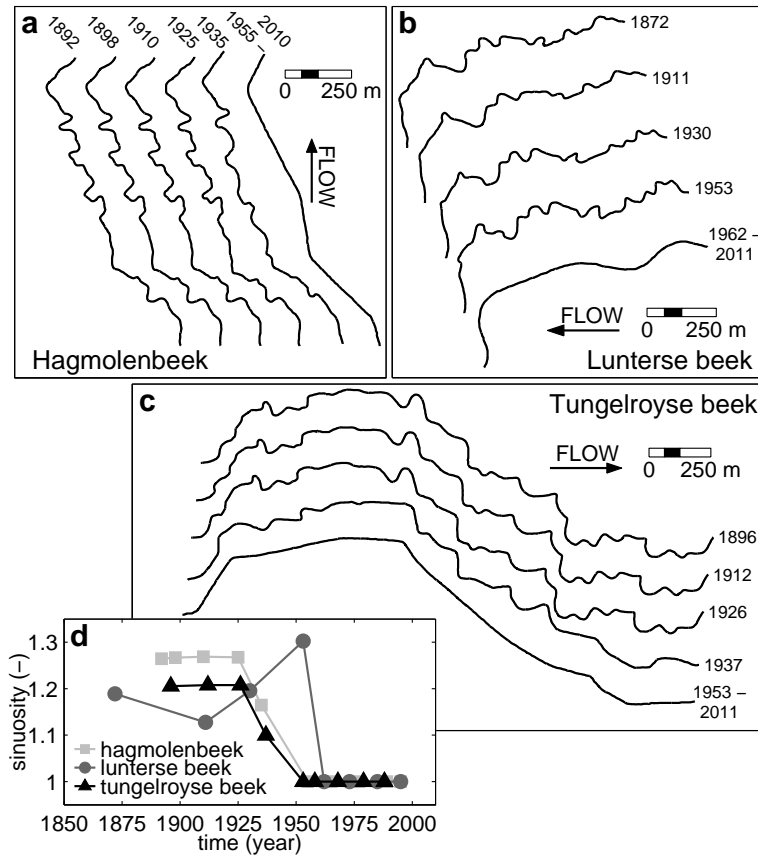 a
1892
1898
1910
1925
1935
1955 –
2010
0 250 m
FLOW
Hagmolenbeek
b
1872
1911
1930
1953
1962 –
2011
FLOW
0 250 m
Lunterse beek
c
Tungelroyse beek
FLOW
0 250 m
1896
1912
1926
1937
1953 –
2011
d
1.3
1.2
1.1
1
sinuosity (–)
hagmolenbeek
lunterse beek
tungelroyse beek
1850 1875 1900 1925 1950 1975 2000
time (year)